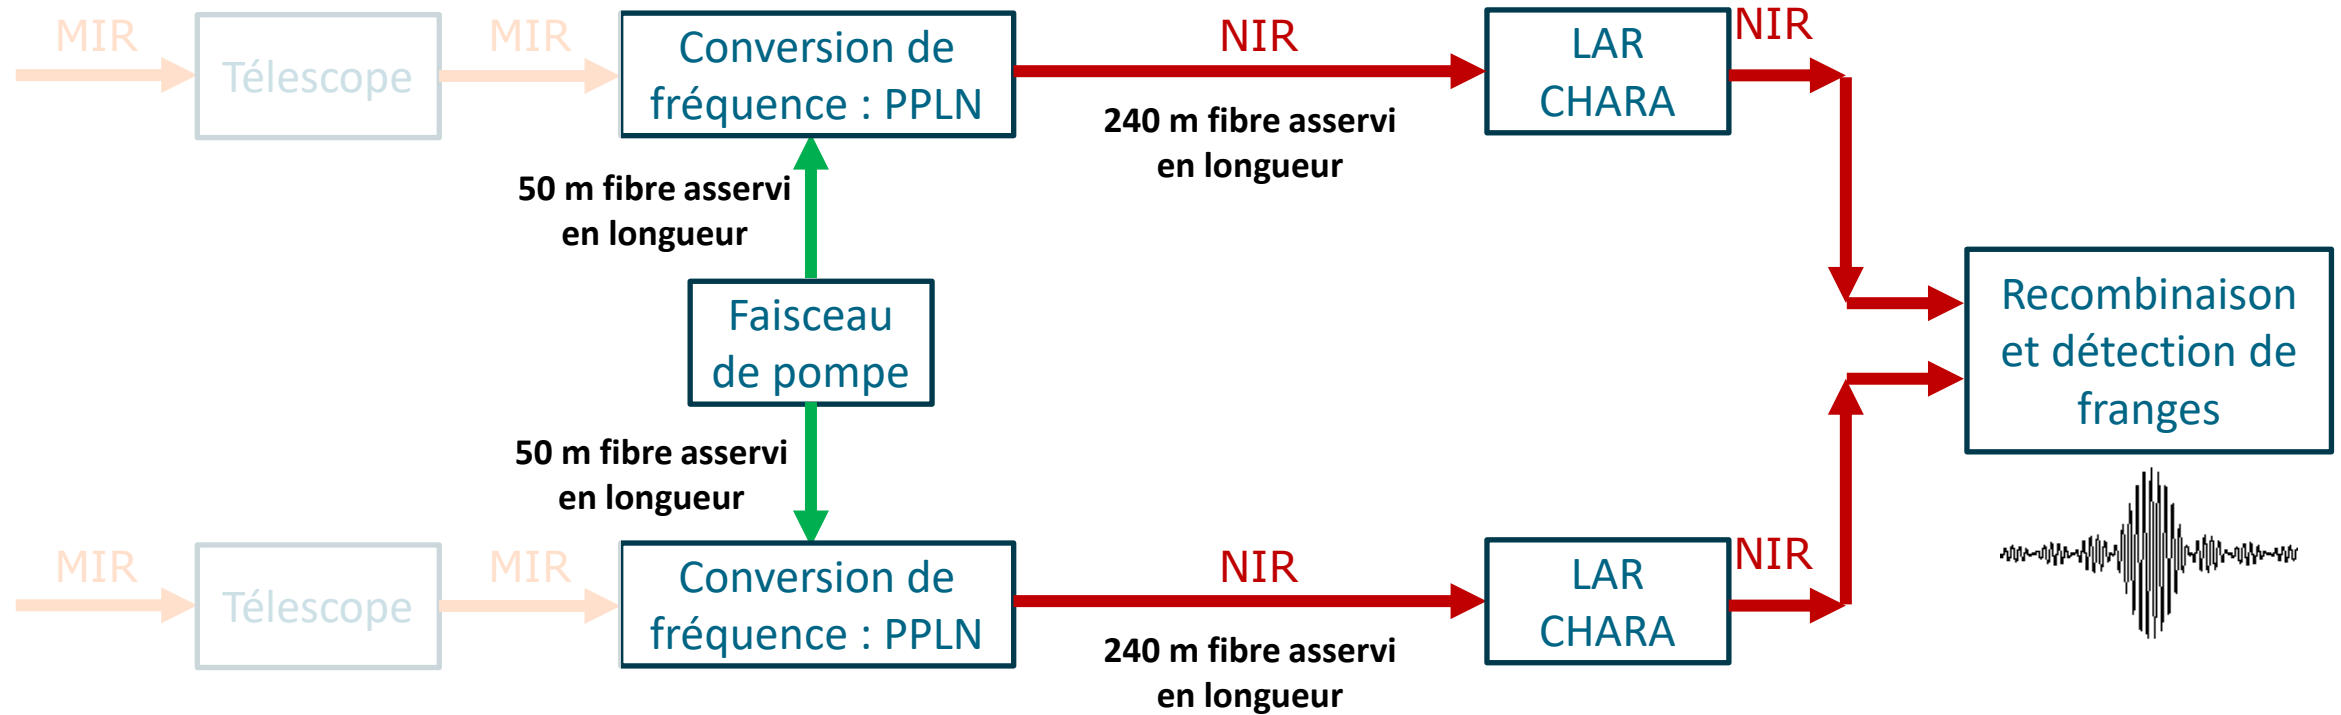 MIR
Télescope
MIR
Conversion de
fréquence : PPLN
NIR
240 m fibre asservi
en longueur
LAR
CHARA
NIR
50 m fibre asservi
en longueur
Faisceau
de pompe
50 m fibre asservi
en longueur
Recombinaison
et détection de
franges
MIR
Télescope
MIR
Conversion de
fréquence : PPLN
NIR
240 m fibre asservi
en longueur
LAR
CHARA
NIR